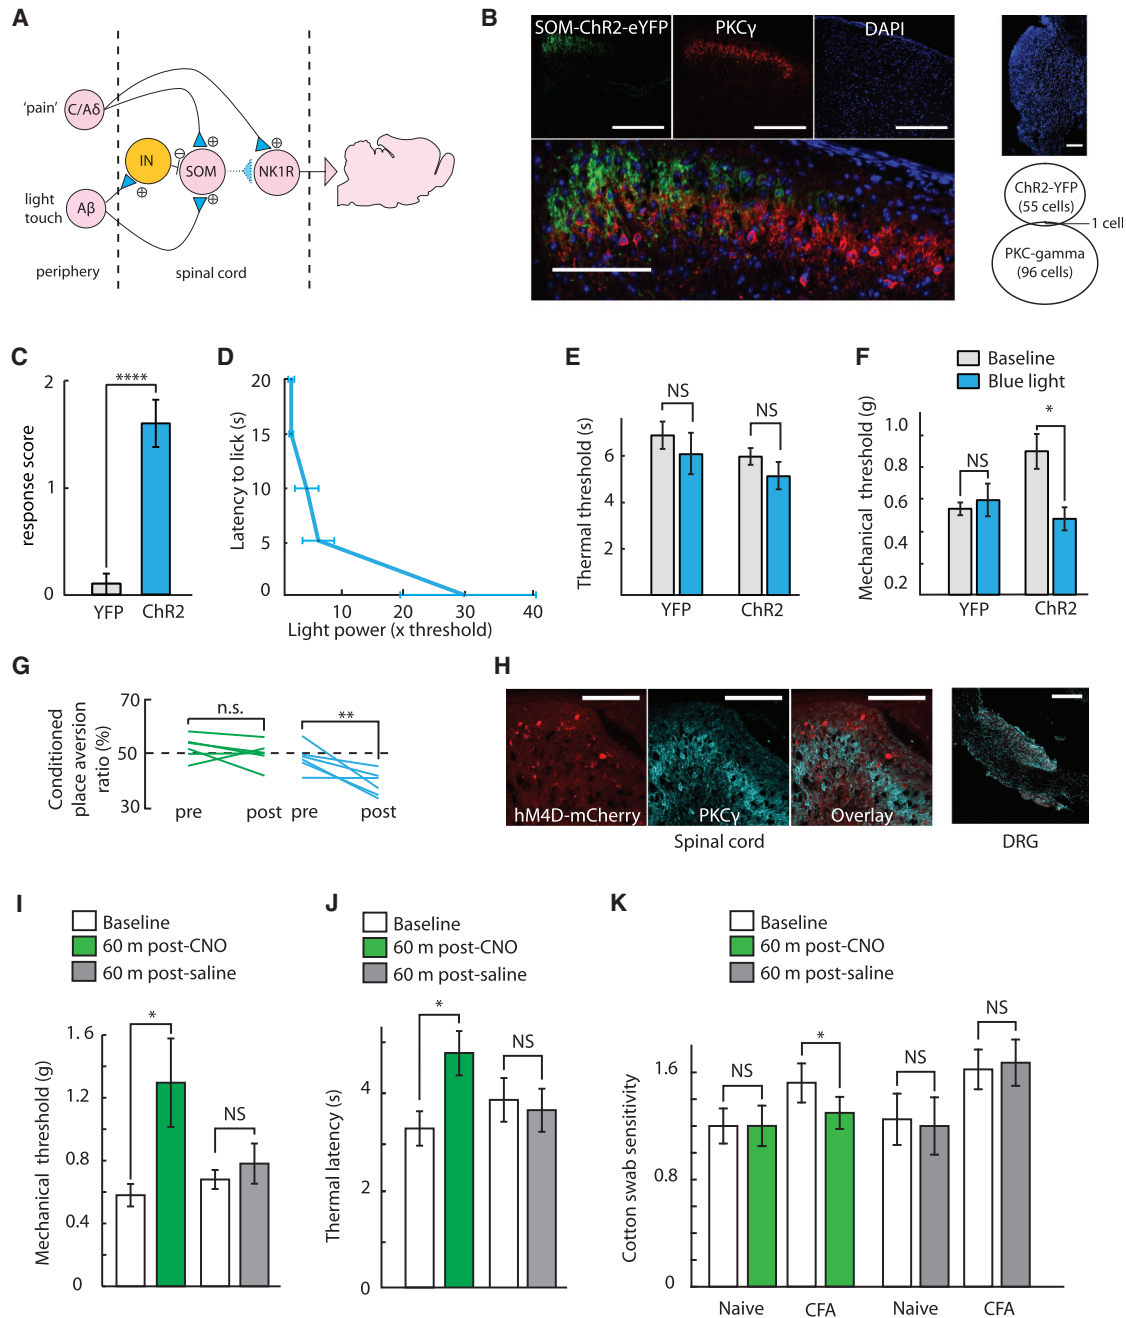 A
'pain'
C/Aδ
IN
SOM
NK1R
light
touch
Aβ
periphery
spinal cord
B
SOM-ChR2-eYFP
PKCγ
DAPI
ChR2-YFP
(55 cells)
1 cell
PKC-gamma
(96 cells)
C
2
1
0
response score
****
YFP
ChR2
D
20
15
10
5
0
Latency to lick (s)
10
20
30
40
Light power (x threshold)
E
6
4
2
Thermal threshold (s)
NS
NS
YFP
ChR2
F
Baseline
Blue light
1.0
0.8
0.6
0.4
0.2
Mechanical threshold (g)
NS
*
YFP
ChR2
G
70
50
30
Conditioned
place aversion
ratio (%)
n.s.
**
pre
post
pre
post
H
hM4D-mCherry
PKCγ
Overlay
Spinal cord
DRG
I
Baseline
60 m post-CNO
60 m post-saline
1.6
1.2
0.8
0.4
0
Mechanical threshold (g)
*
NS
J
Baseline
60 m post-CNO
60 m post-saline
4
2
0
Thermal latency (s)
*
NS
K
Baseline
60 m post-CNO
60 m post-saline
1.6
0.8
0
Cotton swab sensitivity
NS
*
NS
NS
Naive
CFA
Naive
CFA